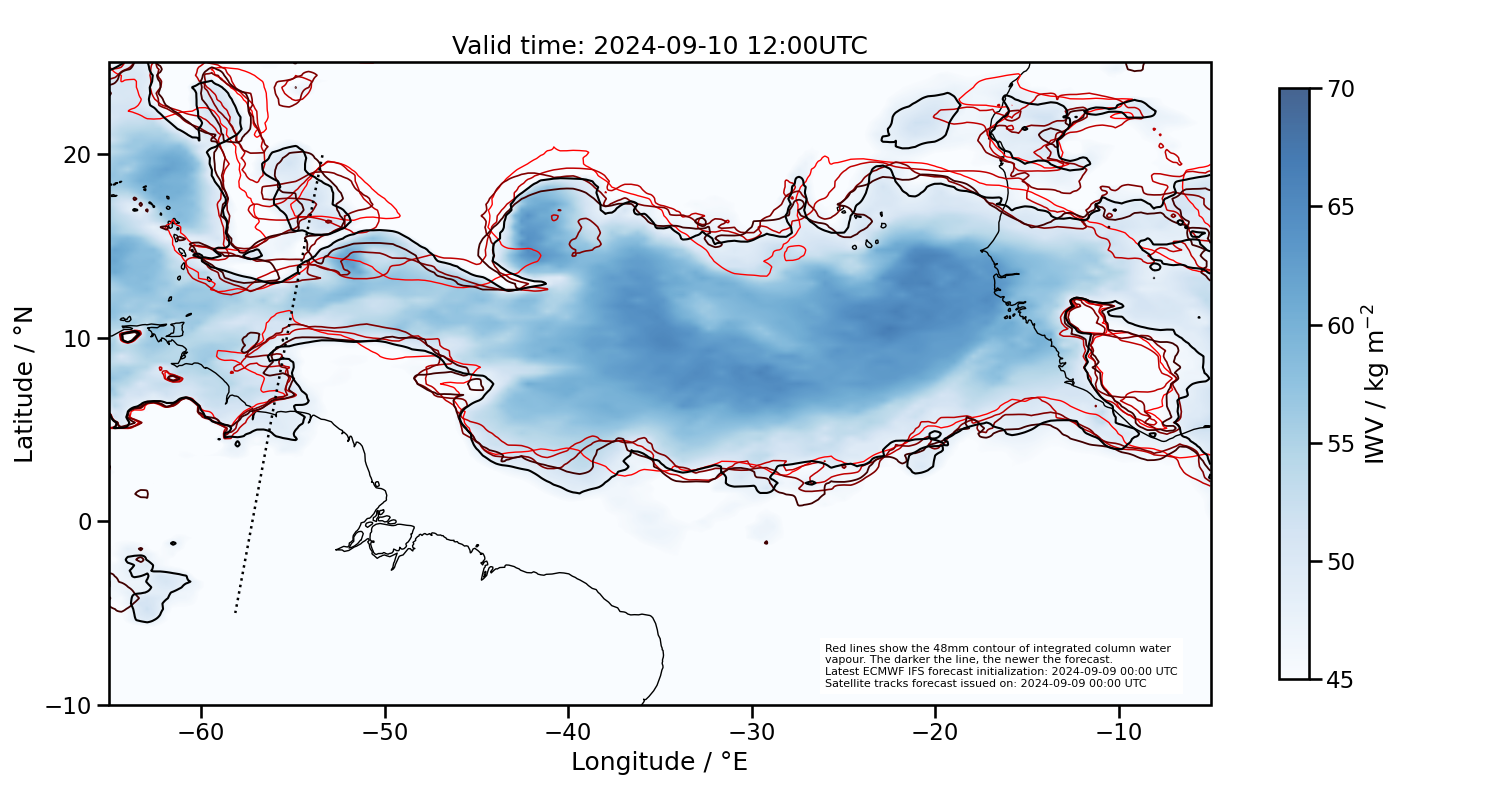 Valid time: 2024-09-10 12:00UTC
Latitude / °N
20
10
0
−10
−60
−50
−40
−30
−20
−10
Longitude / °E
Red lines show the 48mm contour of integrated column water
vapour. The darker the line, the newer the forecast.
Latest ECMWF IFS forecast initialization: 2024-09-09 00:00 UTC
Satellite tracks forecast issued on: 2024-09-09 00:00 UTC
70
65
60
55
50
45
IWV / kg m⁻²